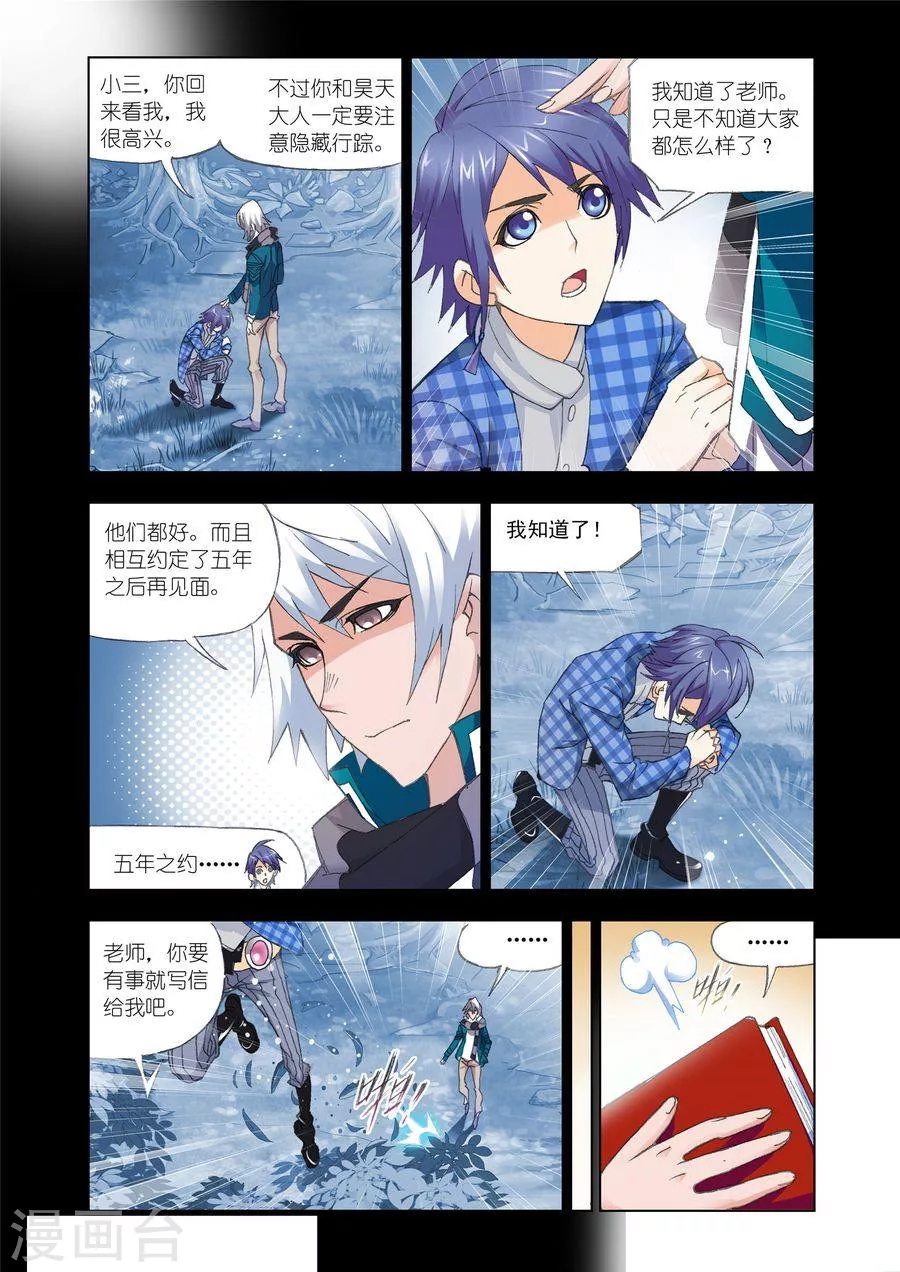 小三，你回
来看我，我
很高兴。
不过你和昊天
大人一定要注
意隐藏行踪。
我知道了老师。
只是不知道大家
都怎么样了？
他们都好。而且
相互约定了五年
之后再见面。
五年之约……
我知道了！
老师，你要
有事就写信
给我吧。
……
啪
……
啪
漫画台